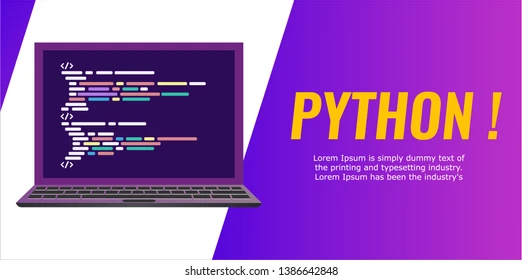 </>
</>
</>
PYTHON !
Lorem Ipsum is simply dummy text of
the printing and typesetting industry.
Lorem Ipsum has been the industry's
shutterstock.com · 1386642848